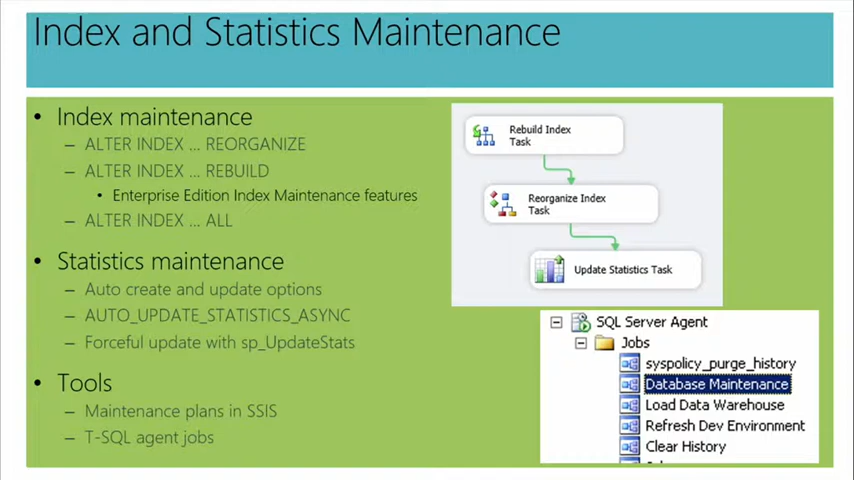 Index and Statistics Maintenance
• Index maintenance
– ALTER INDEX ... REORGANIZE
– ALTER INDEX ... REBUILD
• Enterprise Edition Index Maintenance features
– ALTER INDEX ... ALL
• Statistics maintenance
– Auto create and update options
– AUTO_UPDATE_STATISTICS_ASYNC
– Forceful update with sp_UpdateStats
• Tools
– Maintenance plans in SSIS
– T-SQL agent jobs
Rebuild Index
Task
Reorganize Index
Task
Update Statistics Task
SQL Server Agent
Jobs
syspolicy_purge_history
Database Maintenance
Load Data Warehouse
Refresh Dev Environment
Clear History